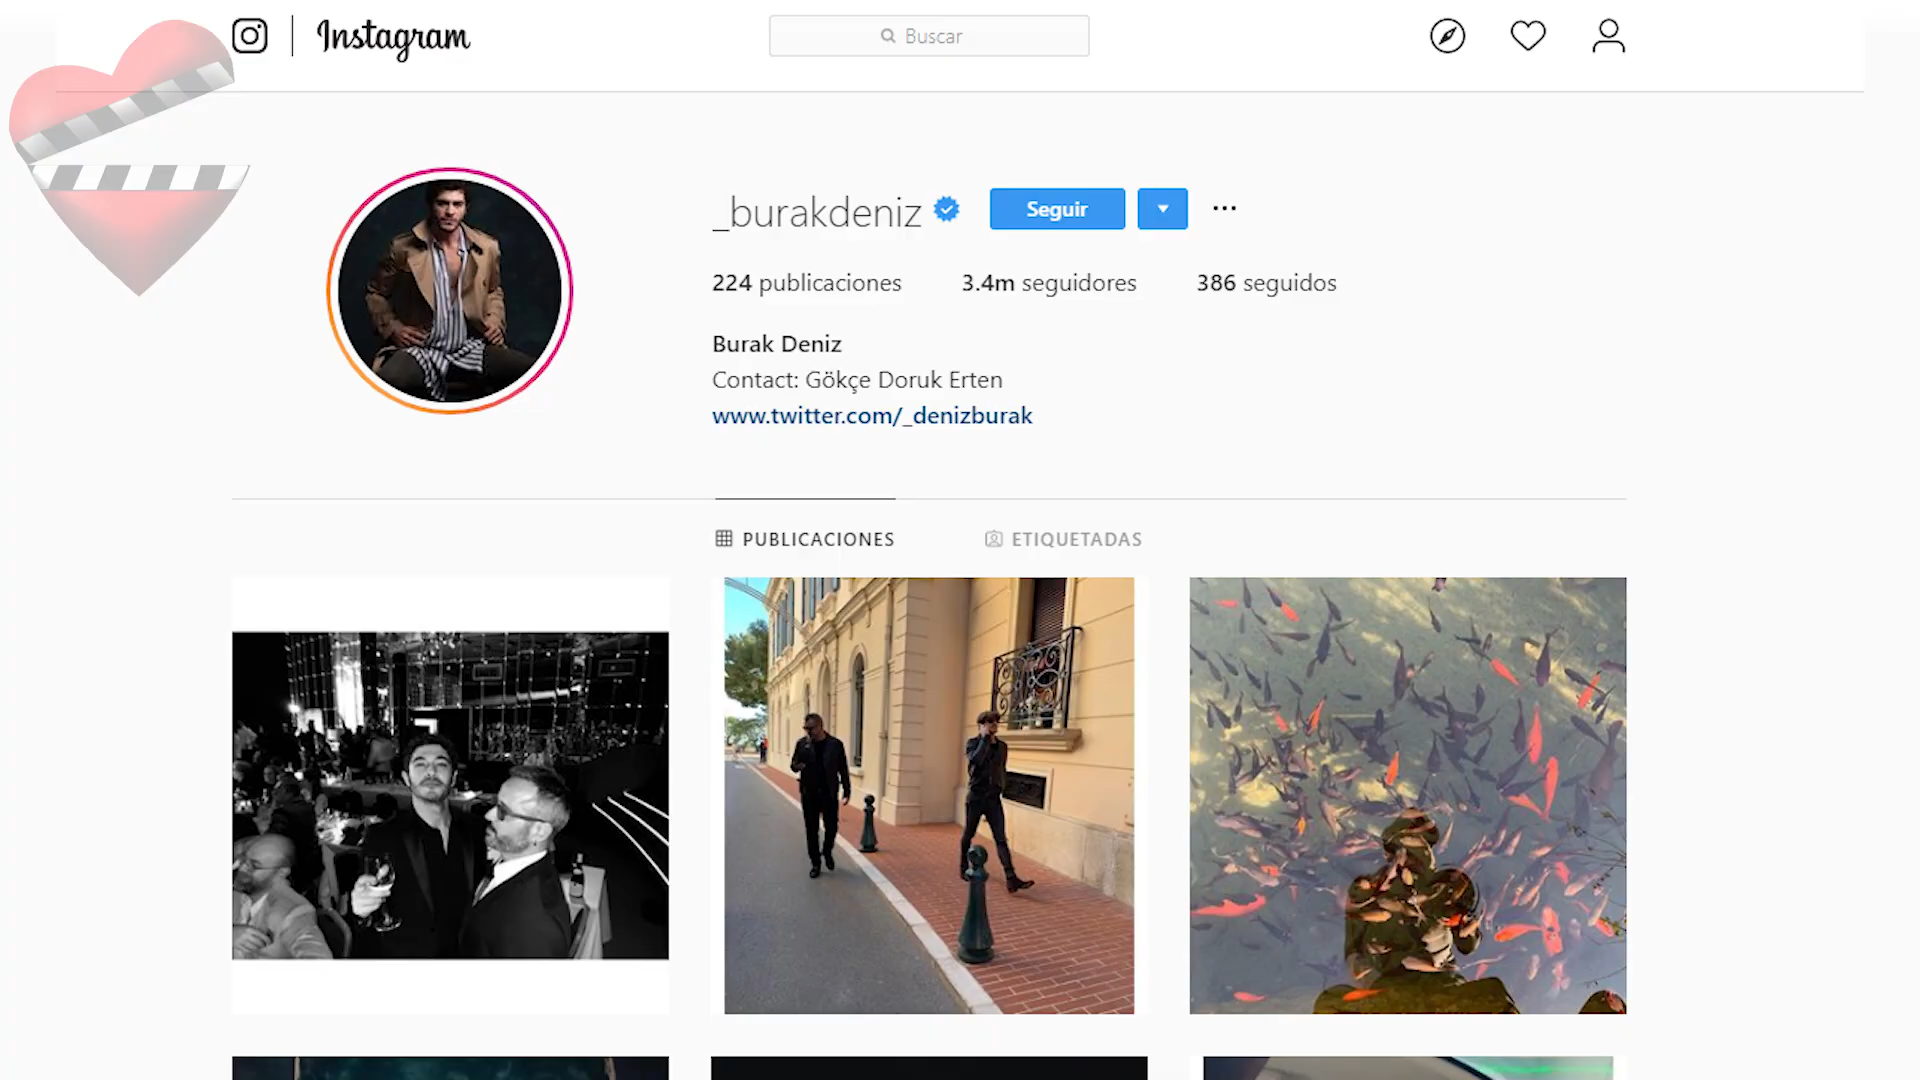 Instagram
Buscar
_burakdeniz
Seguir
224 publicaciones
3.4m seguidores
386 seguidos
Burak Deniz
Contact: Gökçe Doruk Erten
www.twitter.com/_denizburak
PUBLICACIONES
ETIQUETADAS